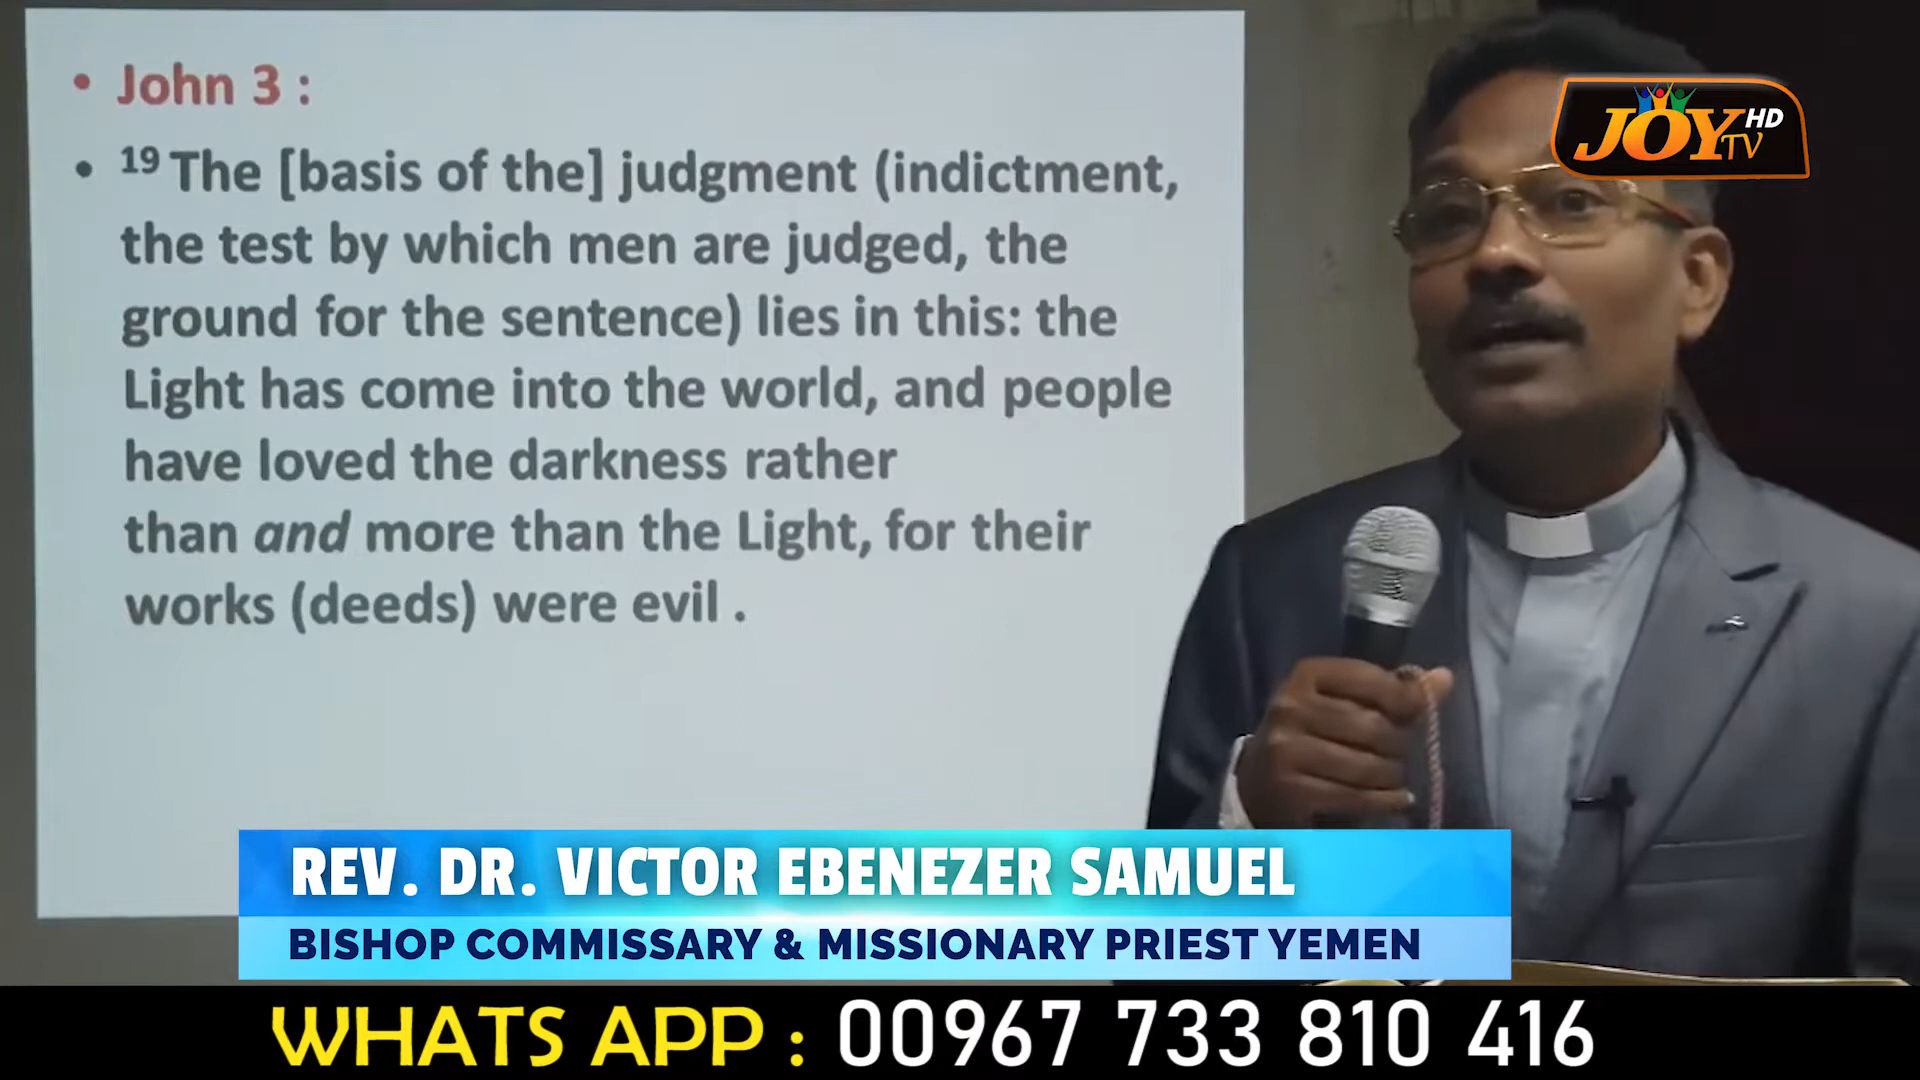 • John 3 :
• 19 The [basis of the] judgment (indictment,
the test by which men are judged, the
ground for the sentence) lies in this: the
Light has come into the world, and people
have loved the darkness rather
than and more than the Light, for their
works (deeds) were evil .
JOY TV HD
REV. DR. VICTOR EBENEZER SAMUEL
BISHOP COMMISSARY & MISSIONARY PRIEST YEMEN
WHATS APP : 00967 733 810 416